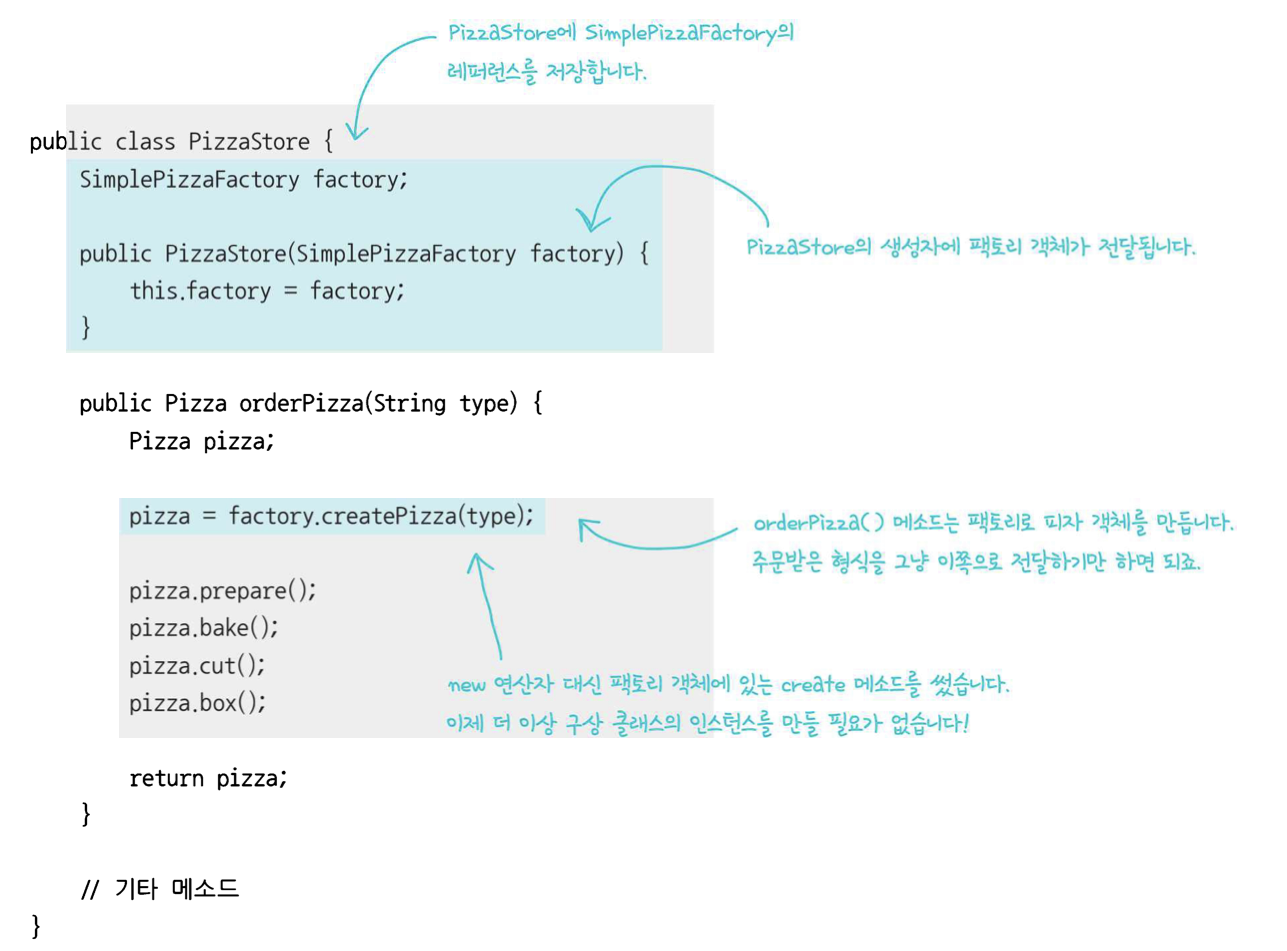 PizzaStore에 SimplePizzaFactory의
레퍼런스를 저장합니다.
public class PizzaStore {
SimplePizzaFactory factory;
public PizzaStore(SimplePizzaFactory factory) {
this.factory = factory;
}
PizzaStore의 생성자에 팩토리 객체가 전달됩니다.
public Pizza orderPizza(String type) {
Pizza pizza;
pizza = factory.createPizza(type);
orderPizza( ) 메소드는 팩토리로 피자 객체를 만듭니다.
주문받은 형식을 그냥 이쪽으로 전달하기만 하면 되죠.
pizza.prepare();
pizza.bake();
pizza.cut();
pizza.box();
new 연산자 대신 팩토리 객체에 있는 create 메소드를 썼습니다.
이제 더 이상 구상 클래스의 인스턴스를 만들 필요가 없습니다!
return pizza;
}
// 기타 메소드
}